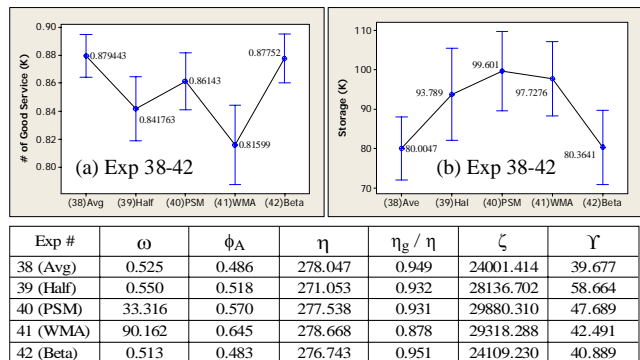 # of Good Service (K)
0.90
0.88
0.86
0.84
0.82
0.80
0.879443
0.841763
0.86143
0.81599
0.87752
(a) Exp 38-42
(38)Avg (39)Half (40)PSM (41)WMA (42)Beta
Storage (K)
110
100
90
80
70
80.0047
93.789
99.601
97.7276
80.3641
(b) Exp 38-42
(38)Ave (39)Hal (40)PSM (41)WMA (42)Beta
Exp # ω ϕA η ηg / η ζ ϒ
38 (Avg) 0.525 0.486 278.047 0.949 24001.414 39.677
39 (Half) 0.550 0.518 271.053 0.932 28136.702 58.664
40 (PSM) 33.316 0.570 277.538 0.931 29880.310 47.689
41 (WMA) 90.162 0.645 278.668 0.878 29318.288 42.491
42 (Beta) 0.513 0.483 276.743 0.951 24109.230 40.889